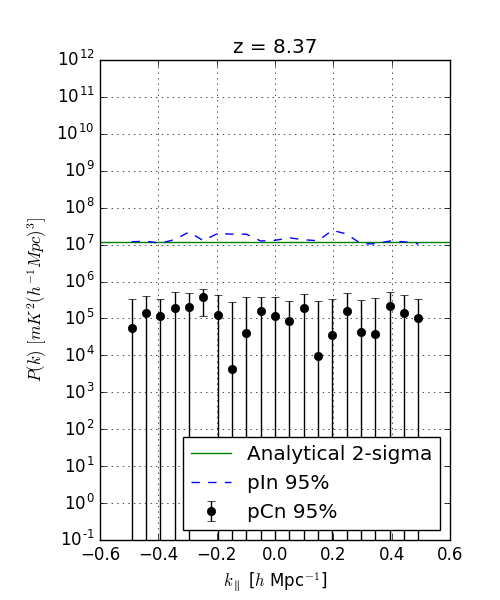 z = 8.37
10^12
10^11
10^10
10^9
10^8
10^7
10^6
10^5
10^4
10^3
10^2
10^1
10^0
10^-1
P(k) [mK^2(h^-1Mpc)^3]
Analytical 2-sigma
pIn 95%
pCn 95%
−0.6 −0.4 −0.2 0.0 0.2 0.4 0.6
k_∥ [h Mpc^-1]